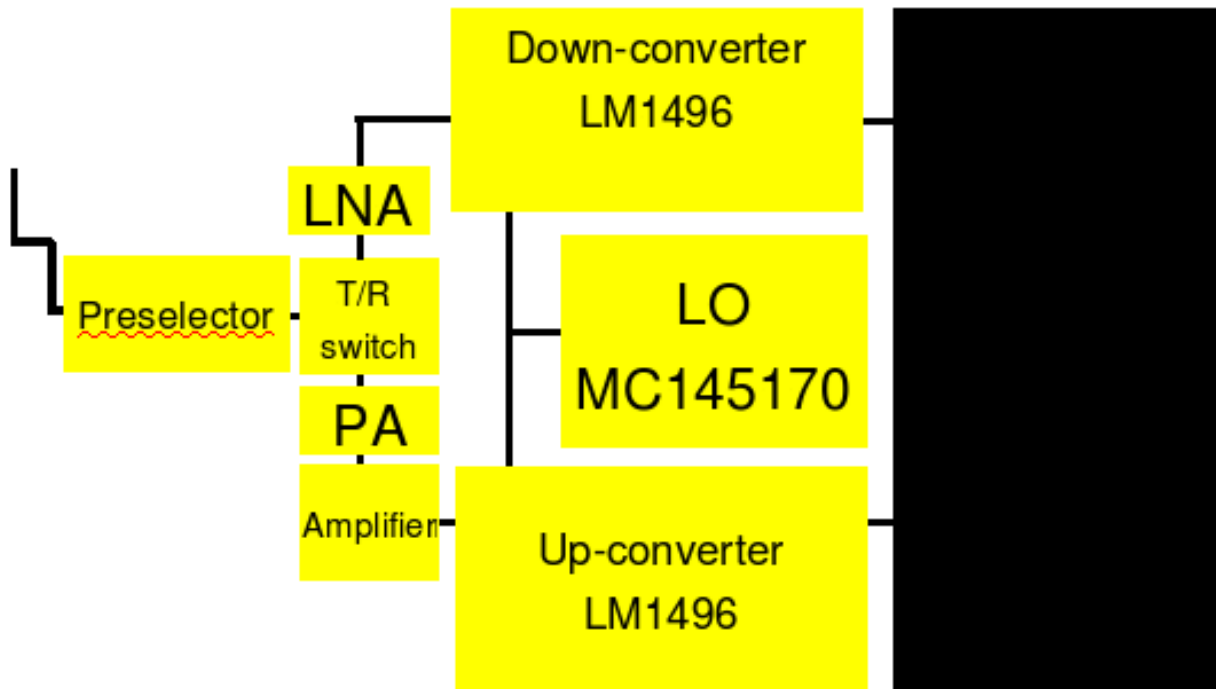 Down-converter
LM1496
LNA
Preselector
T/R
switch
LO
MC145170
PA
Amplifier
Up-converter
LM1496